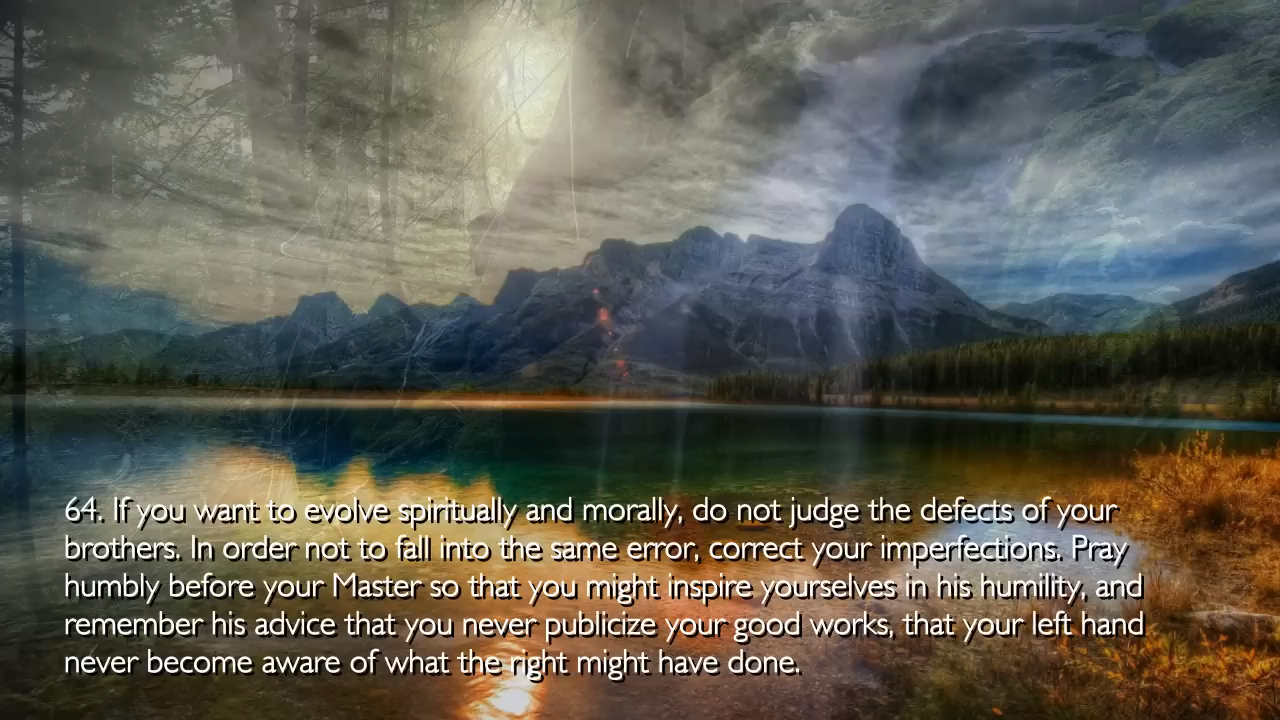 64. If you want to evolve spiritually and morally, do not judge the defects of your
brothers. In order not to fall into the same error, correct your imperfections. Pray
humbly before your Master so that you might inspire yourselves in his humility, and
remember his advice that you never publicize your good works, that your left hand
never become aware of what the right might have done.